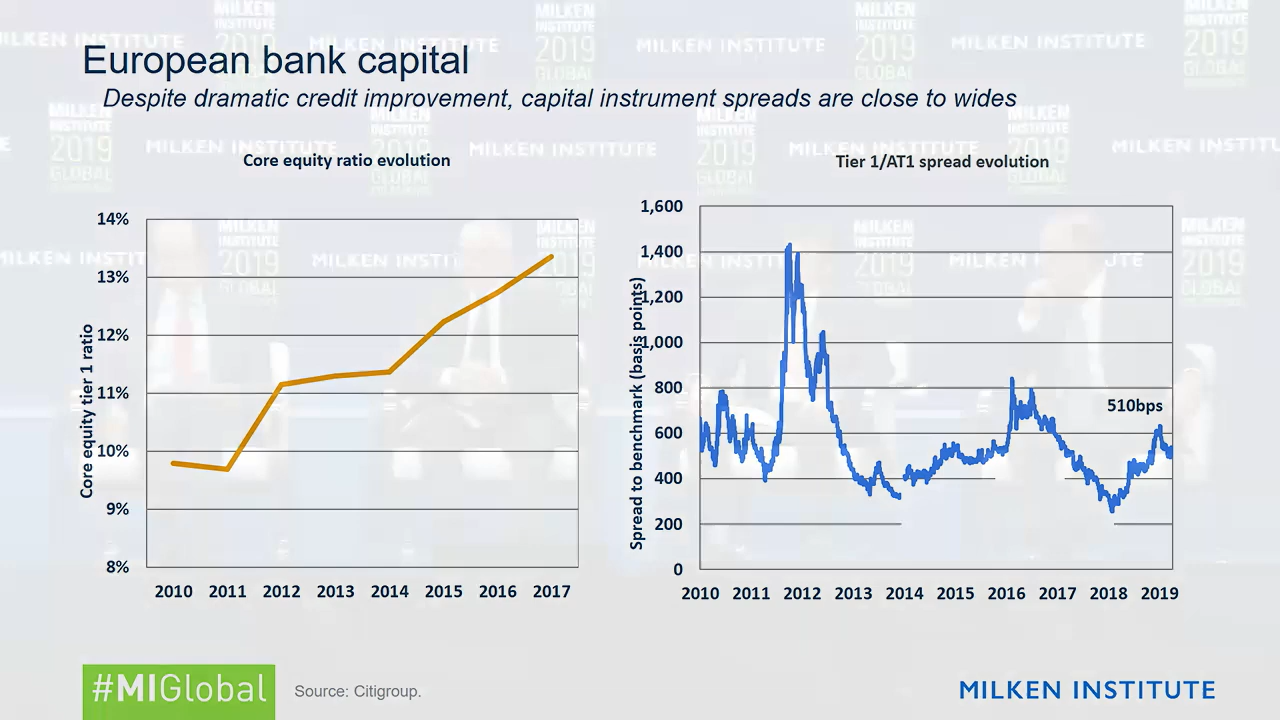 European bank capital
Despite dramatic credit improvement, capital instrument spreads are close to wides
Core equity ratio evolution
Core equity tier 1 ratio
14%
13%
12%
11%
10%
9%
8%
2010 2011 2012 2013 2014 2015 2016 2017
Tier 1/AT1 spread evolution
Spread to benchmark (basis points)
1,600
1,400
1,200
1,000
800
600
400
200
0
510bps
2010 2011 2012 2013 2014 2015 2016 2017 2018 2019
#MIGlobal
Source: Citigroup.
MILKEN INSTITUTE